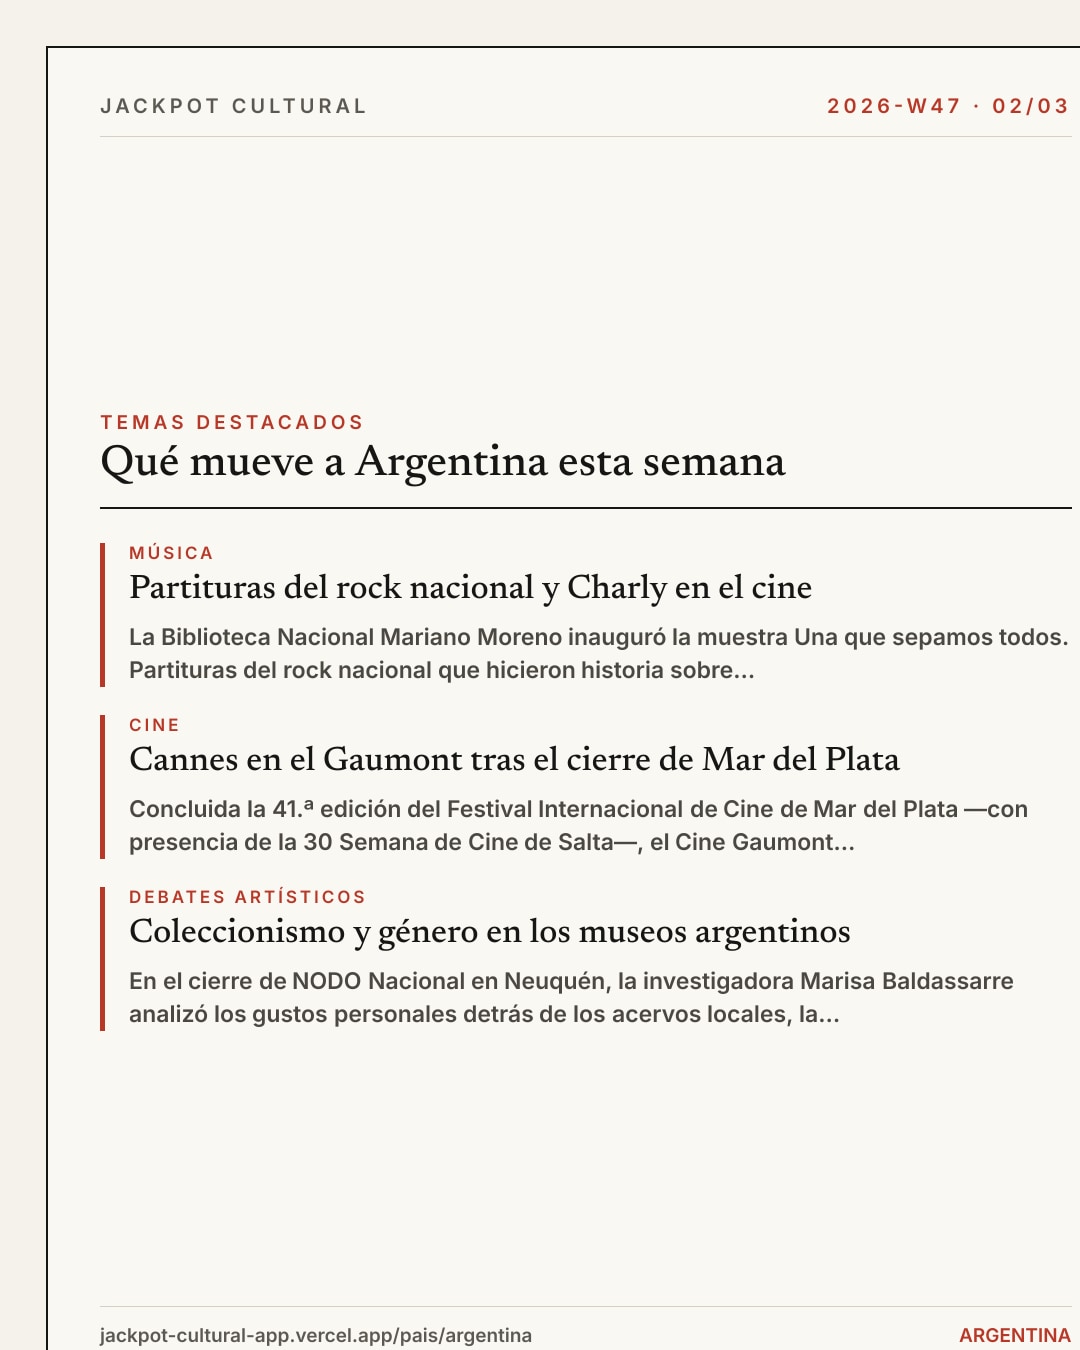 JACKPOT CULTURAL
2026-W47 · 02/03
TEMAS DESTACADOS
Qué mueve a Argentina esta semana
MÚSICA
Partituras del rock nacional y Charly en el cine
La Biblioteca Nacional Mariano Moreno inauguró la muestra Una que sepamos todos.
Partituras del rock nacional que hicieron historia sobre…
CINE
Cannes en el Gaumont tras el cierre de Mar del Plata
Concluida la 41.ª edición del Festival Internacional de Cine de Mar del Plata —con
presencia de la 30 Semana de Cine de Salta—, el Cine Gaumont…
DEBATES ARTÍSTICOS
Coleccionismo y género en los museos argentinos
En el cierre de NODO Nacional en Neuquén, la investigadora Marisa Baldassarre
analizó los gustos personales detrás de los acervos locales, la…
jackpot-cultural-app.vercel.app/pais/argentina
ARGENTINA